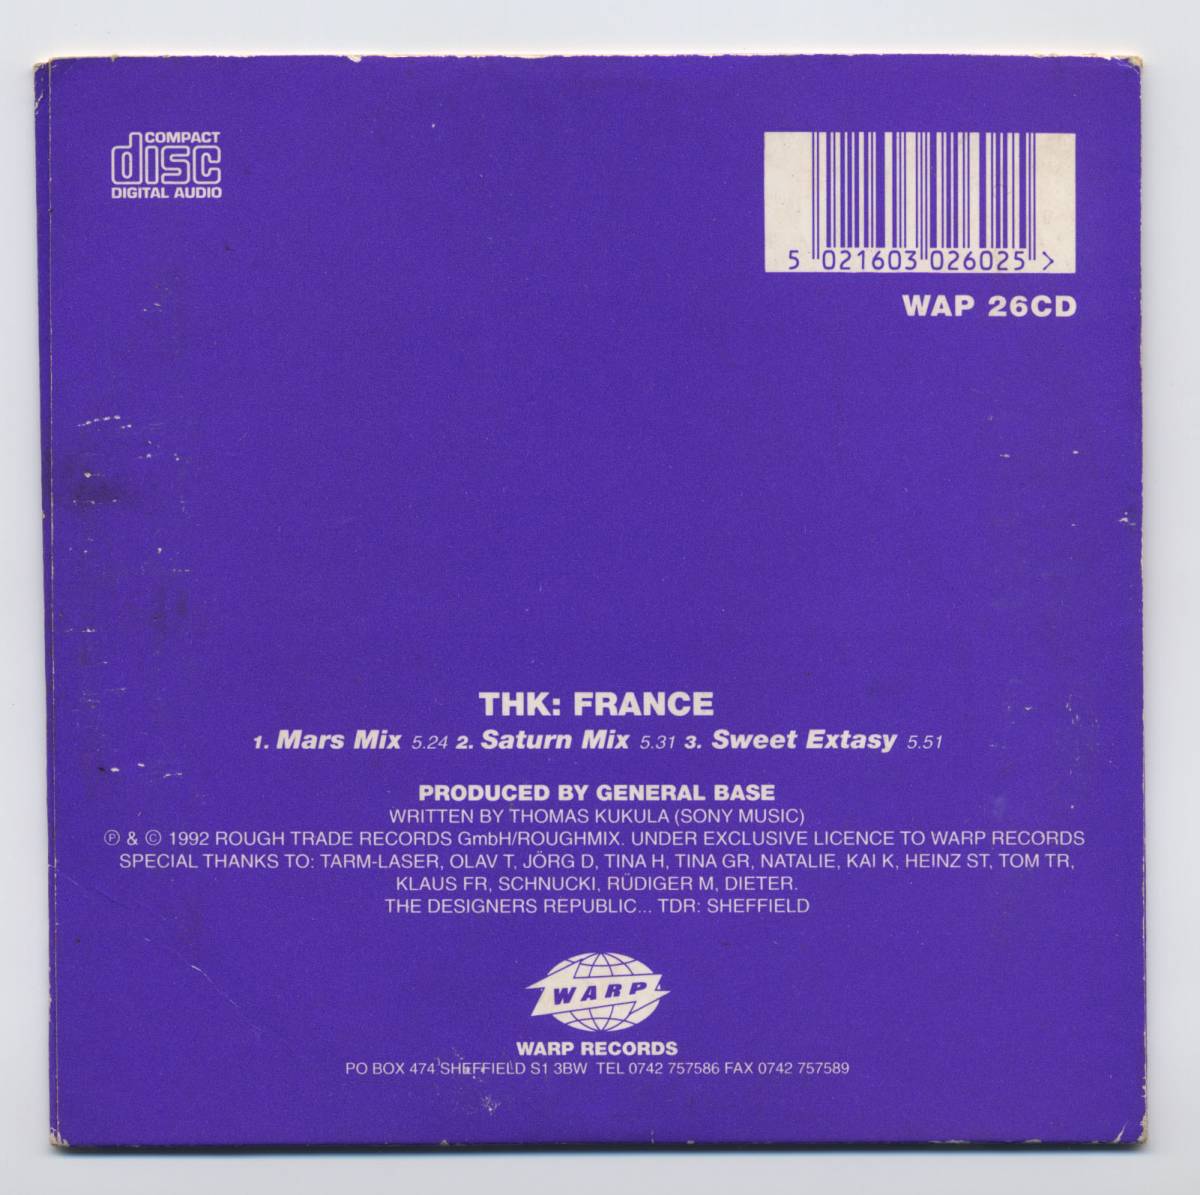 COMPACT
disc
DIGITAL AUDIO
5 021603 026025 >
WAP 26CD
THK: FRANCE
1. Mars Mix 5.24 2. Saturn Mix 5.31 3. Sweet Extasy 5.51
PRODUCED BY GENERAL BASE
WRITTEN BY THOMAS KUKULA (SONY MUSIC)
℗ & © 1992 ROUGH TRADE RECORDS GmbH/ROUGHMIX. UNDER EXCLUSIVE LICENCE TO WARP RECORDS
SPECIAL THANKS TO: TARM-LASER, OLAV T, JÖRG D, TINA H, TINA GR, NATALIE, KAI K, HEINZ ST, TOM TR,
KLAUS FR, SCHNUCKI, RÜDIGER M, DIETER.
THE DESIGNERS REPUBLIC... TDR: SHEFFIELD
WARP
WARP RECORDS
PO BOX 474 SHEFFIELD S1 3BW TEL 0742 757586 FAX 0742 757589